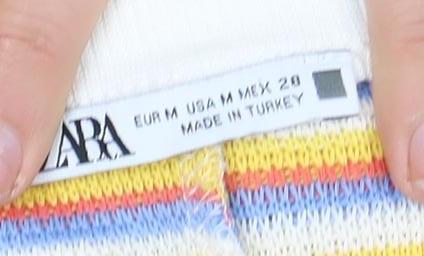 ZARA
EUR M USA M MEX 28
MADE IN TURKEY